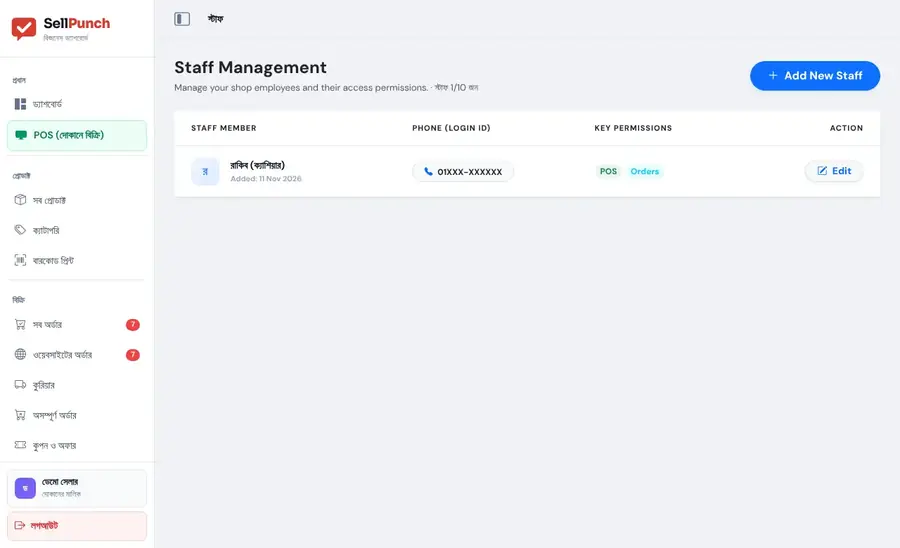 SellPunch
বিজনেস ড্যাশবোর্ড
প্রধান
ড্যাশবোর্ড
POS (দোকানে বিক্রি)
প্রোডাক্ট
সব প্রোডাক্ট
ক্যাটাগরি
বারকোড প্রিন্ট
বিক্রি
সব অর্ডার 7
ওয়েবসাইটের অর্ডার 7
কুরিয়ার
অসম্পূর্ণ অর্ডার
কুপন ও অফার
ড
ডেমো সেলার
দোকানের মালিক
লগআউট
স্টাফ
Staff Management
Manage your shop employees and their access permissions. · স্টাফ 1/10 জন
+ Add New Staff
STAFF MEMBER PHONE (LOGIN ID) KEY PERMISSIONS ACTION
র
রাকিব (ক্যাশিয়ার)
Added: 11 Nov 2026
01XXX-XXXXXX
POS Orders
Edit